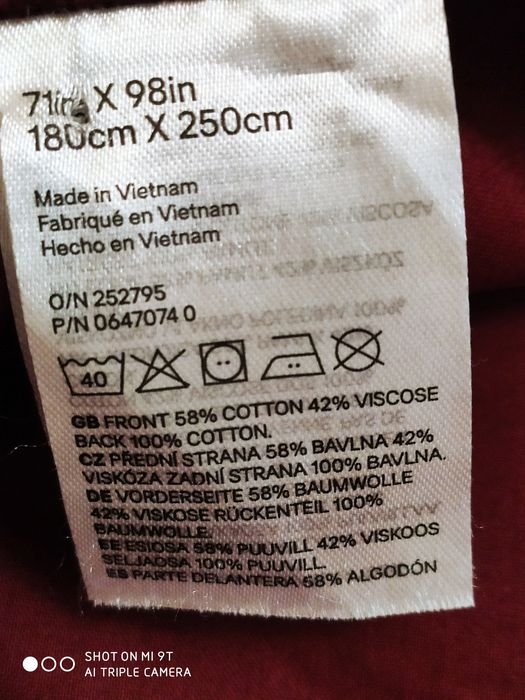 71in X 98in
180cm X 250cm
Made in Vietnam
Fabriqué en Vietnam
Hecho en Vietnam
O/N 252795
P/N 0647074 0
40
GB FRONT 58% COTTON 42% VISCOSE
BACK 100% COTTON.
CZ PŘEDNÍ STRANA 58% BAVLNA 42%
VISKÓZA ZADNÍ STRANA 100% BAVLNA.
DE VORDERSEITE 58% BAUMWOLLE
42% VISKOSE RÜCKENTEIL 100%
BAUMWOLLE.
EE ESIOSA 58% PUUVILL 42% VISKOOS
SELJAOSA 100% PUUVILL.
ES PARTE DELANTERA 58% ALGODÓN
SHOT ON MI 9T
AI TRIPLE CAMERA